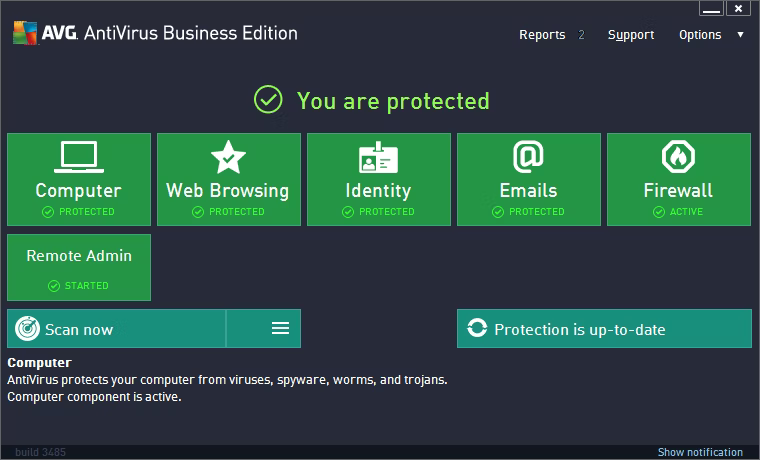 AVG. AntiVirus Business Edition
Reports 2 Support Options
You are protected
Computer
PROTECTED
Web Browsing
PROTECTED
Identity
PROTECTED
Emails
PROTECTED
Firewall
ACTIVE
Remote Admin
STARTED
Scan now
Protection is up-to-date
Computer
AntiVirus protects your computer from viruses, spyware, worms, and trojans.
Computer component is active.
build 3485
Show notification